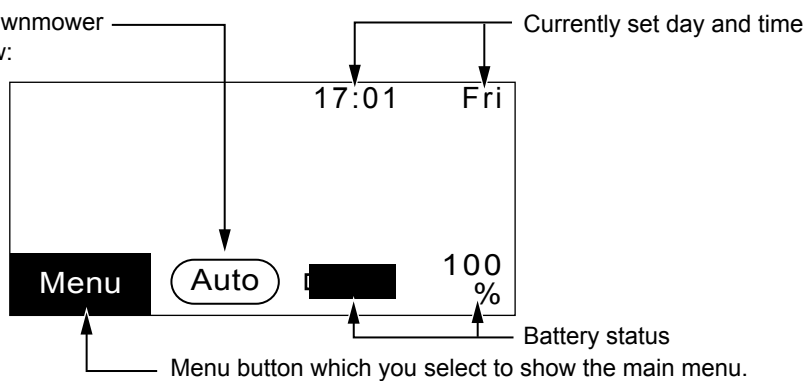 wnmower
Currently set day and time
17:01 Fri
Menu Auto 100
%
Battery status
Menu button which you select to show the main menu.